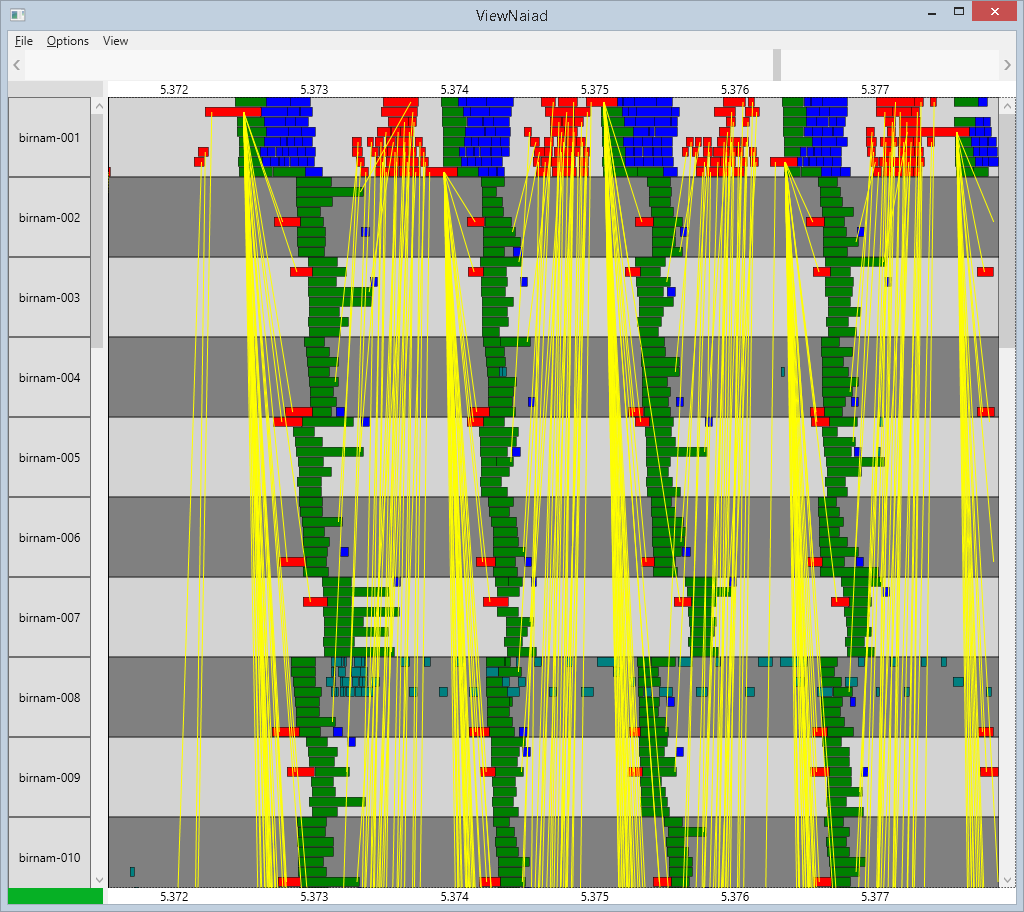 ViewNaiad
File Options View
5.372 5.373 5.374 5.375 5.376 5.377
birnam-001
birnam-002
birnam-003
birnam-004
birnam-005
birnam-006
birnam-007
birnam-008
birnam-009
birnam-010
5.372 5.373 5.374 5.375 5.376 5.377